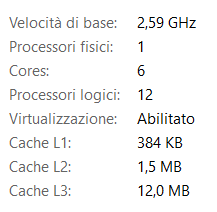 Velocità di base: 2,59 GHz
Processori fisici: 1
Cores: 6
Processori logici: 12
Virtualizzazione: Abilitato
Cache L1: 384 KB
Cache L2: 1,5 MB
Cache L3: 12,0 MB